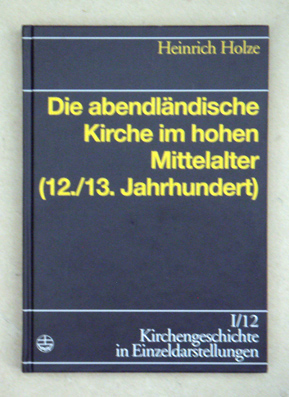 Heinrich Holze
Die abendländische
Kirche im hohen
Mittelalter
(12./13. Jahrhundert)
I/12
Kirchengeschichte
in Einzeldarstellungen